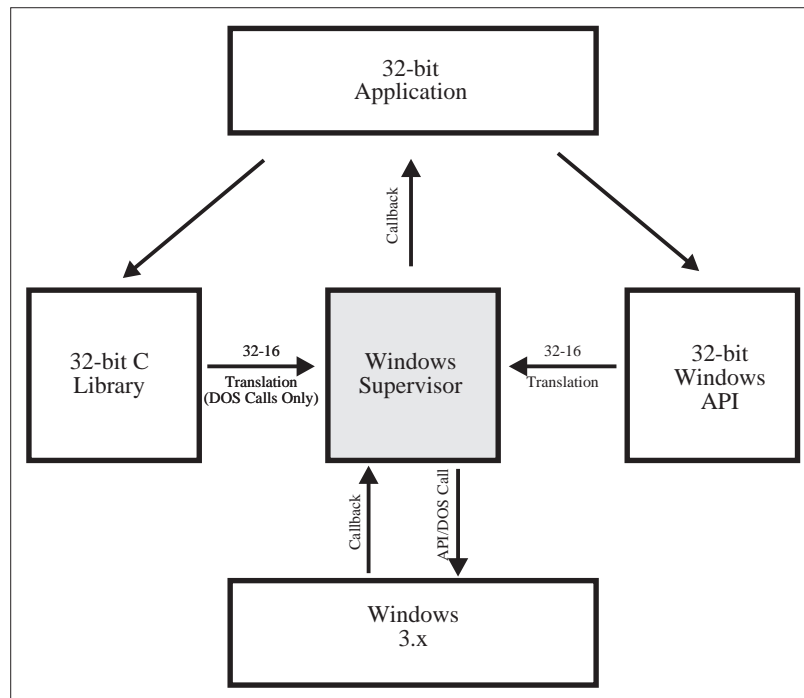 32-bit
Application
Callback
32-bit C
Library
32-16
Translation
(DOS Calls Only)
Windows
Supervisor
32-16
Translation
32-bit
Windows
API
Callback
API/DOS Call
Windows
3.x